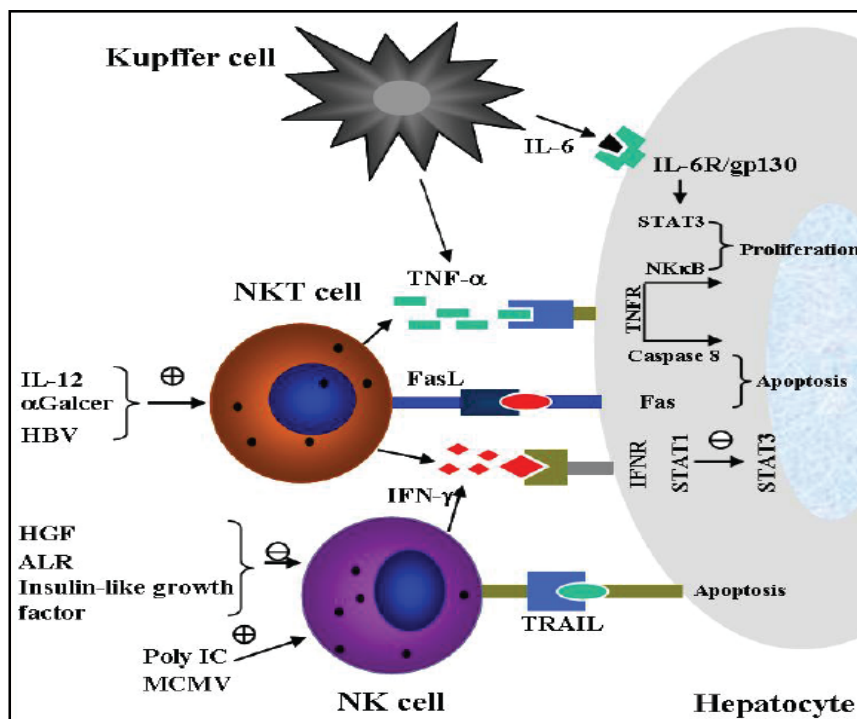 Kupffer cell
IL-6
IL-6R/gp130
STAT3
Proliferation
NKκB
TNF-α
NKT cell
TNFR
Caspase 8
Apoptosis
IL-12
αGalcer
HBV
⊕
FasL
Fas
IFN-γ
IFNR
STAT1
⊖
STAT3
HGF
ALR
Insulin-like growth
factor
⊖
⊕
Poly IC
MCMV
NK cell
TRAIL
Apoptosis
Hepatocyte